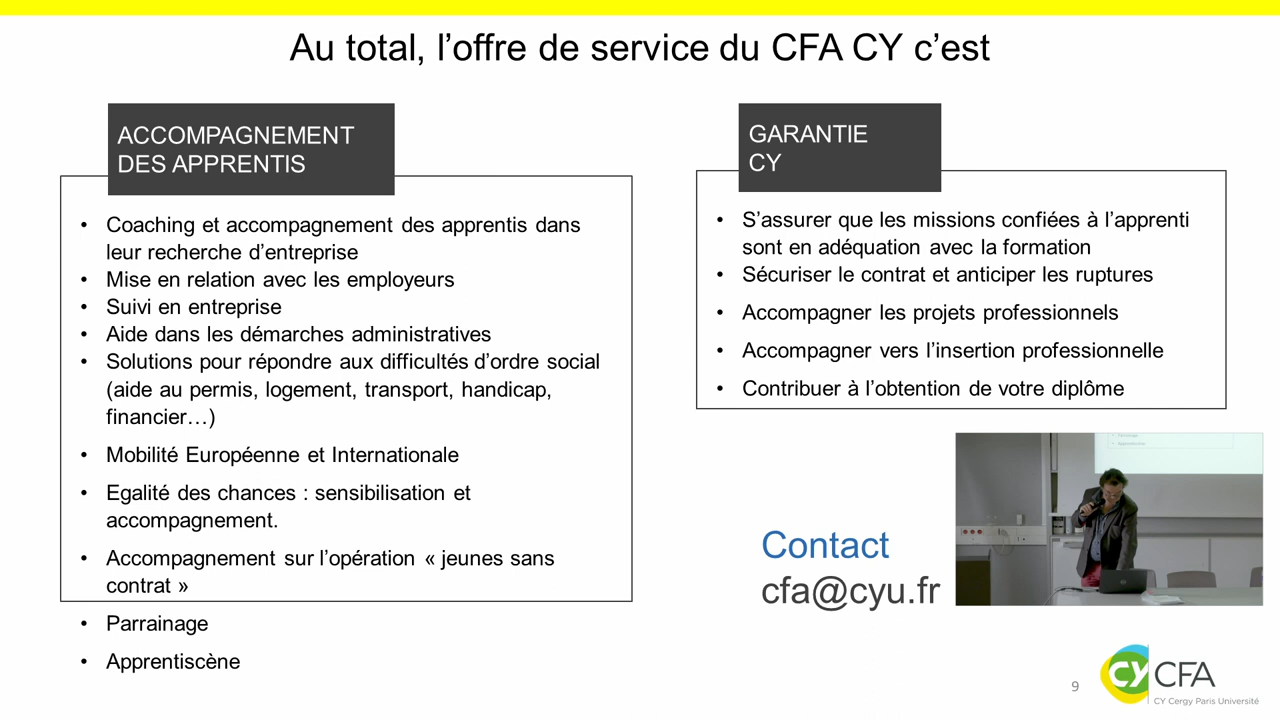 Au total, l’offre de service du CFA CY c’est
ACCOMPAGNEMENT
DES APPRENTIS
• Coaching et accompagnement des apprentis dans
leur recherche d’entreprise
• Mise en relation avec les employeurs
• Suivi en entreprise
• Aide dans les démarches administratives
• Solutions pour répondre aux difficultés d’ordre social
(aide au permis, logement, transport, handicap,
financier…)
• Mobilité Européenne et Internationale
• Egalité des chances : sensibilisation et
accompagnement.
• Accompagnement sur l’opération « jeunes sans
contrat »
• Parrainage
• Apprentiscène
GARANTIE
CY
• S’assurer que les missions confiées à l’apprenti
sont en adéquation avec la formation
• Sécuriser le contrat et anticiper les ruptures
• Accompagner les projets professionnels
• Accompagner vers l’insertion professionnelle
• Contribuer à l’obtention de votre diplôme
Contact
cfa@cyu.fr
9
CY CFA
CY Cergy Paris Université